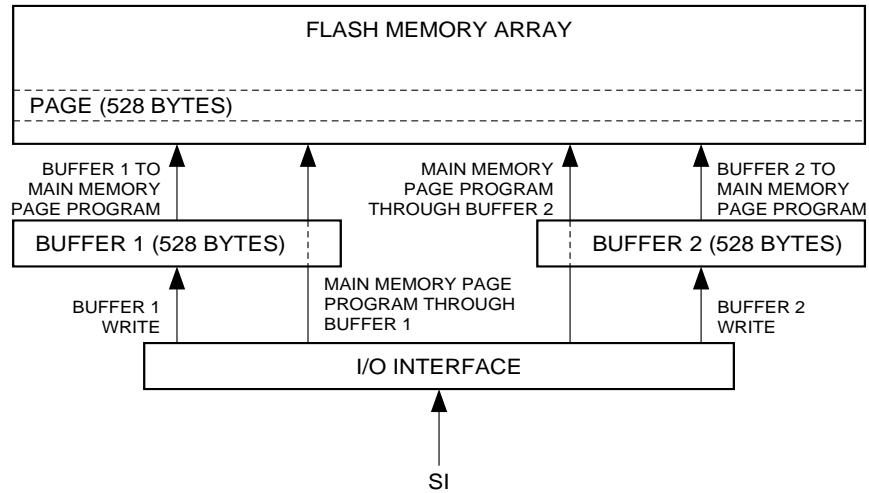 FLASH MEMORY ARRAY
PAGE (528 BYTES)
BUFFER 1 TO
MAIN MEMORY
PAGE PROGRAM
MAIN MEMORY
PAGE PROGRAM
THROUGH BUFFER 2
BUFFER 2 TO
MAIN MEMORY
PAGE PROGRAM
BUFFER 1 (528 BYTES)
BUFFER 2 (528 BYTES)
BUFFER 1
WRITE
MAIN MEMORY PAGE
PROGRAM THROUGH
BUFFER 1
BUFFER 2
WRITE
I/O INTERFACE
SI